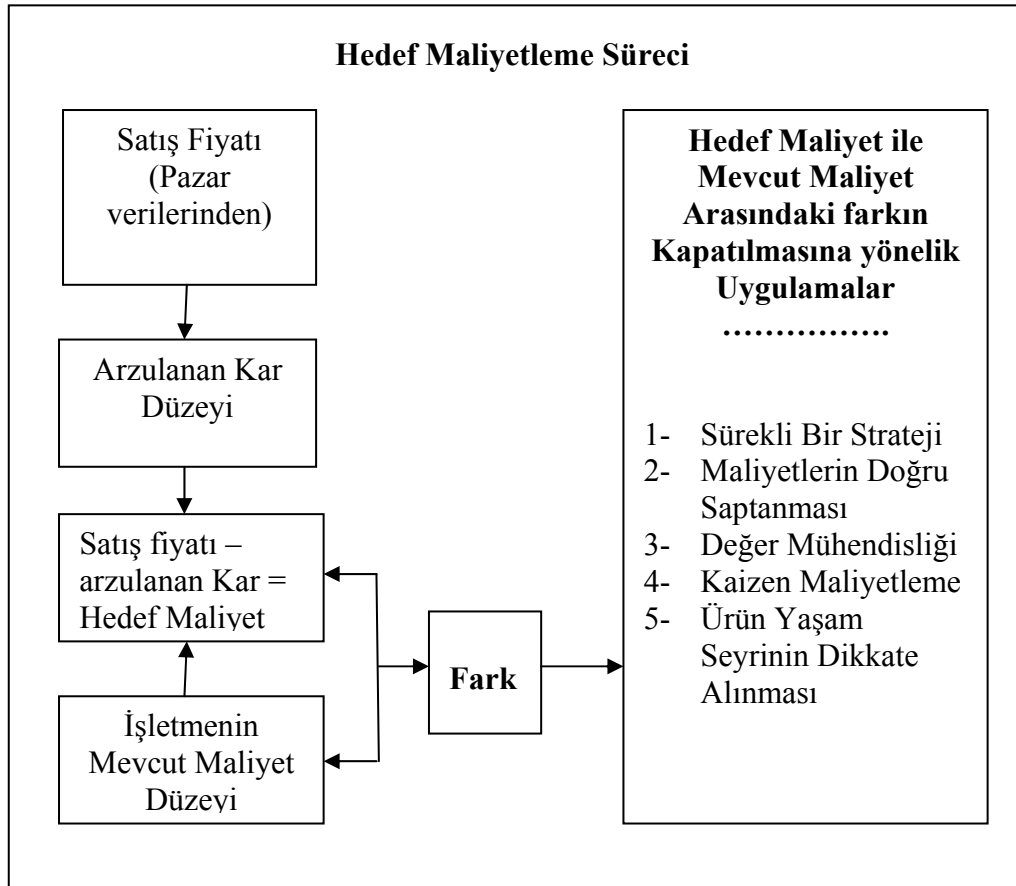 Hedef Maliyetleme Süreci
Satış Fiyatı
(Pazar
verilerinden)
Arzulanan Kar
Düzeyi
Satış fiyatı –
arzulanan Kar =
Hedef Maliyet
İşletmenin
Mevcut Maliyet
Düzeyi
Fark
Hedef Maliyet ile
Mevcut Maliyet
Arasındaki farkın
Kapatılmasına yönelik
Uygulamalar
…………….
1- Sürekli Bir Strateji
2- Maliyetlerin Doğru
Saptanması
3- Değer Mühendisliği
4- Kaizen Maliyetleme
5- Ürün Yaşam
Seyrinin Dikkate
Alınması